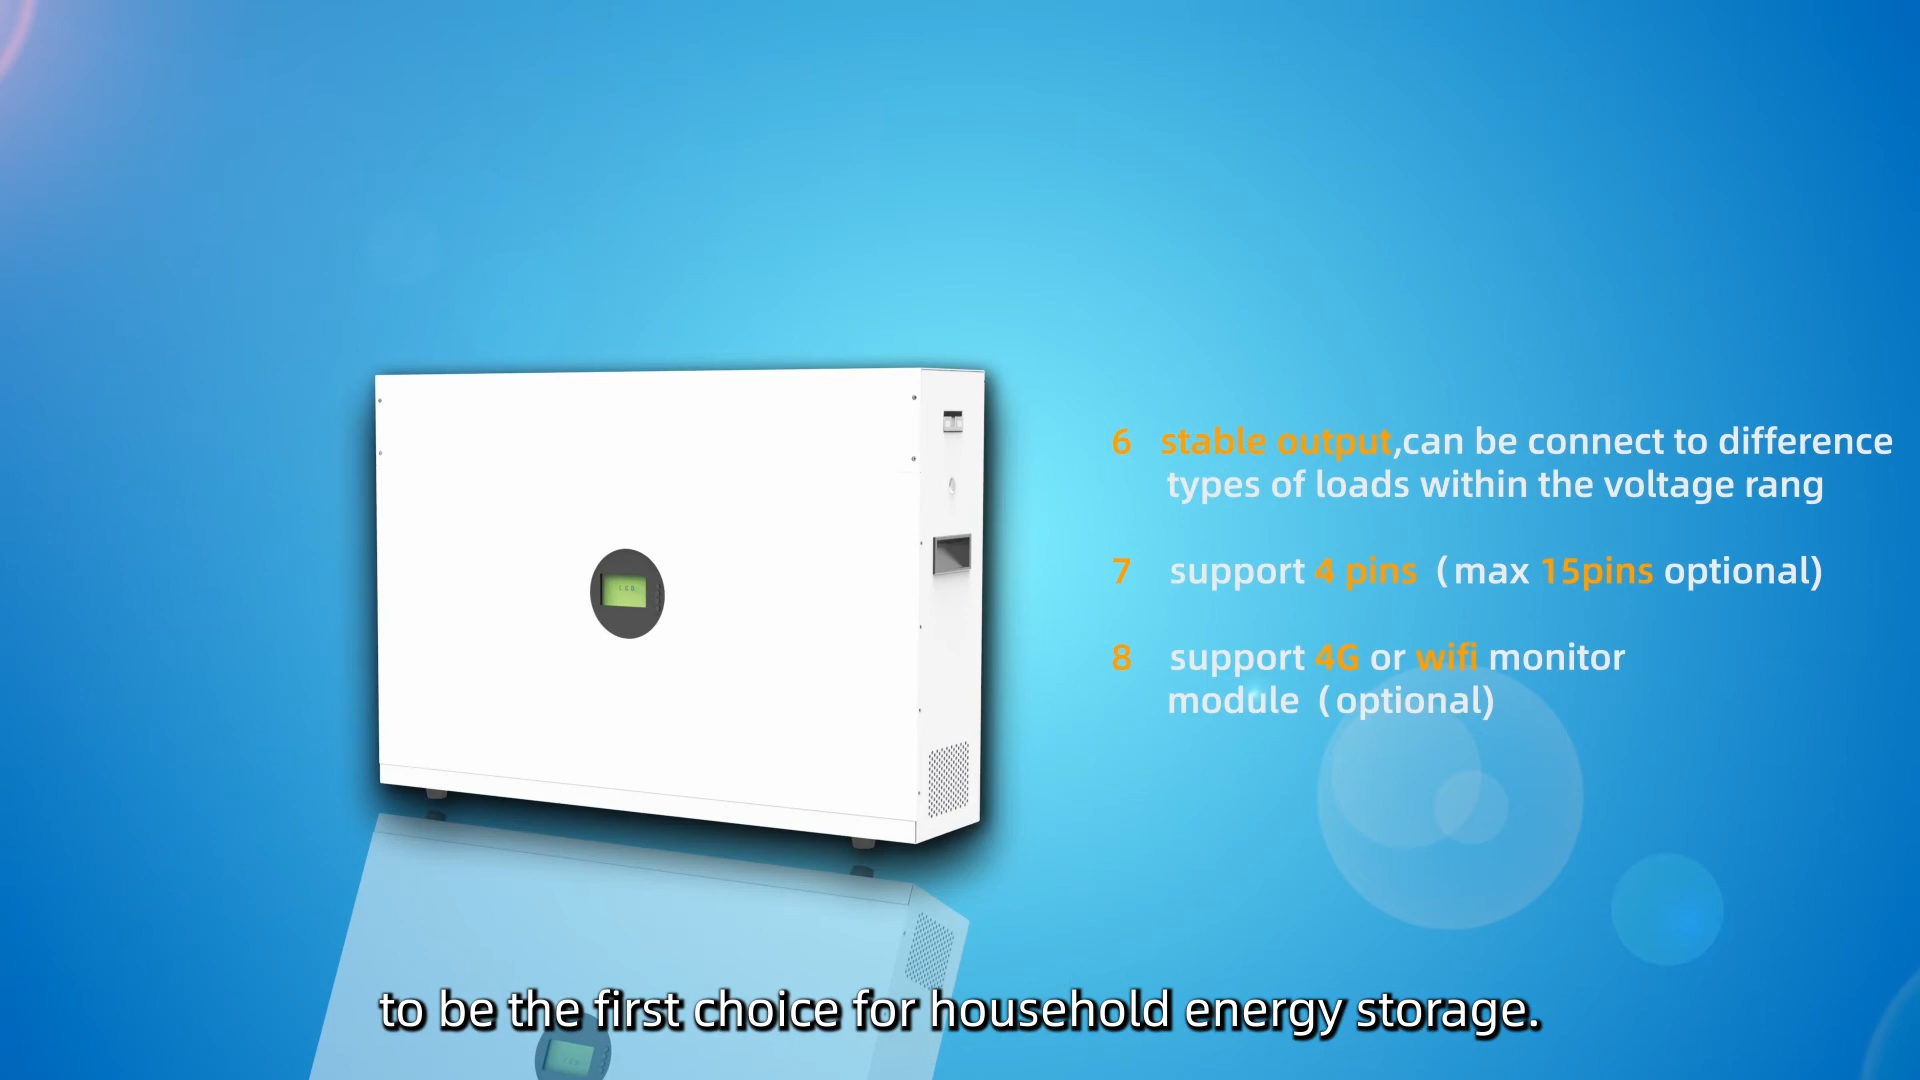 6 stable output,can be connect to difference
types of loads within the voltage rang
7 support 4 pins（max 15pins optional)
8 support 4G or wifi monitor
module（optional)
to be the first choice for household energy storage.